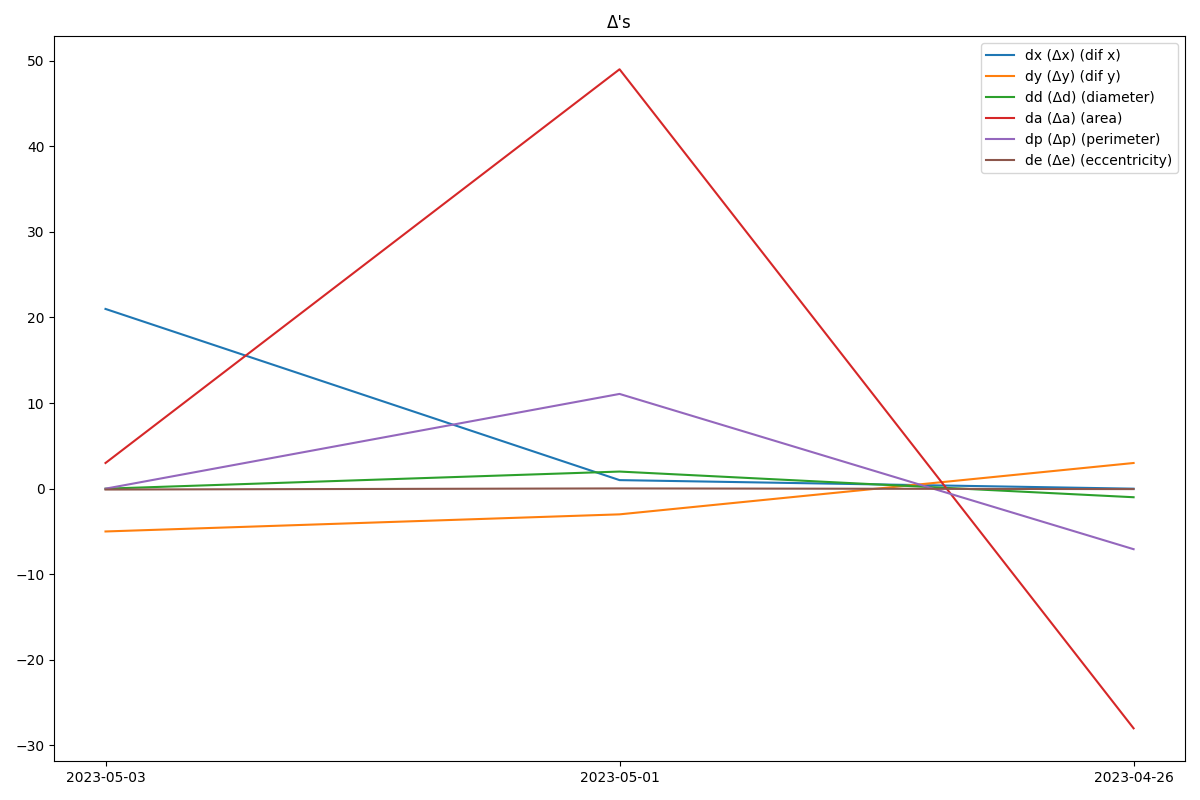 Δ's
50
40
30
20
10
0
−10
−20
−30
dx (Δx) (dif x)
dy (Δy) (dif y)
dd (Δd) (diameter)
da (Δa) (area)
dp (Δp) (perimeter)
de (Δe) (eccentricity)
2023-05-03 2023-05-01 2023-04-26